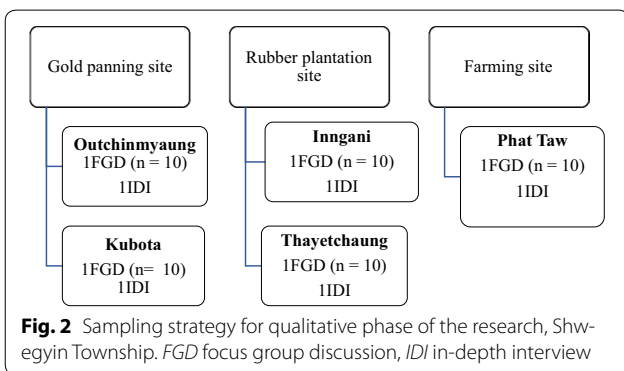 Gold panning site
Rubber plantation
site
Farming site
Outchinmyaung
1FGD (n = 10)
1IDI
Inngani
1FGD (n = 10)
1IDI
Phat Taw
1FGD (n = 10)
1IDI
Kubota
1FGD (n= 10)
1IDI
Thayetchaung
1FGD (n = 10)
1IDI
Fig. 2 Sampling strategy for qualitative phase of the research, Shw-
egyin Township. FGD focus group discussion, IDI in-depth interview